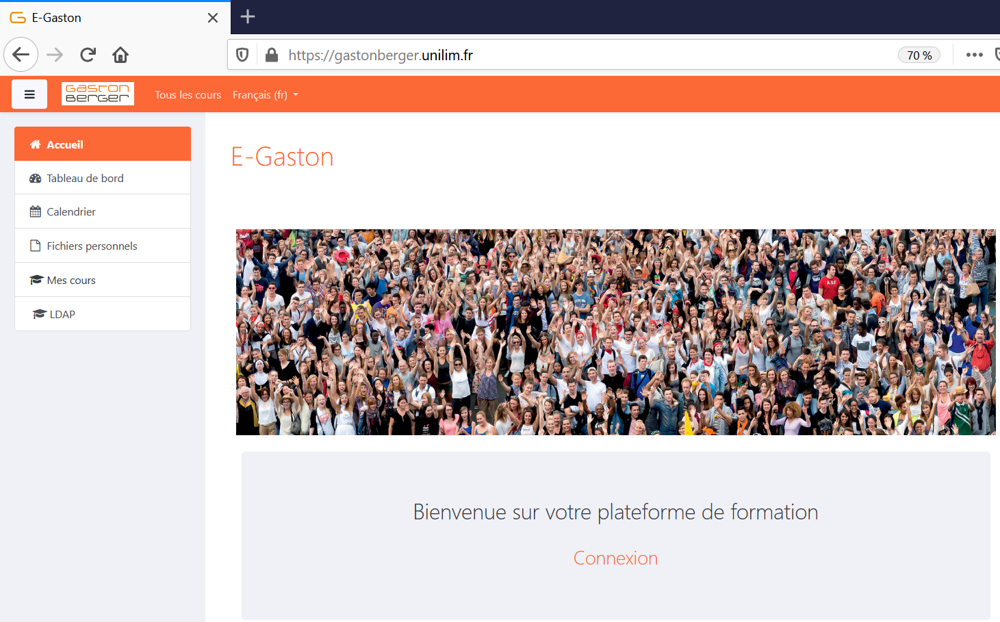 E-Gaston
https://gastonberger.unilim.fr
70 %
GASTON
BERGER
Tous les cours
Français (fr)
Accueil
Tableau de bord
Calendrier
Fichiers personnels
Mes cours
LDAP
E-Gaston
A&F
Bienvenue sur votre plateforme de formation
Connexion